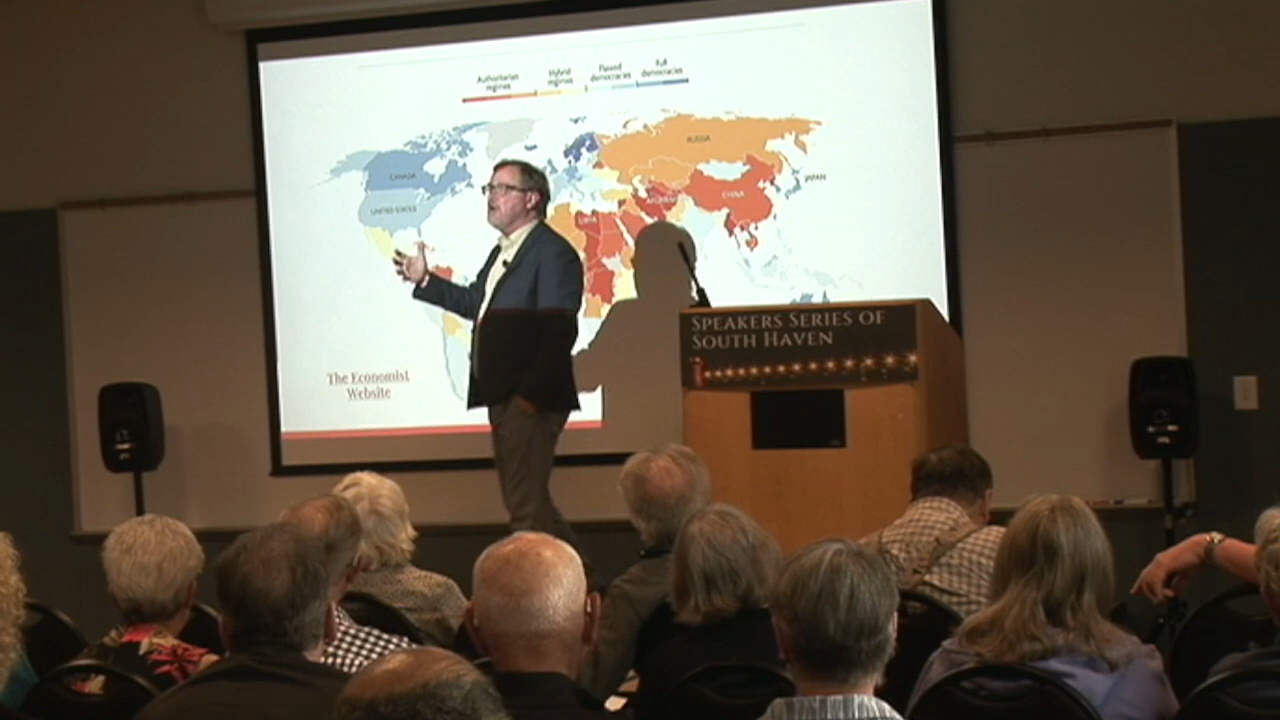 Authoritarian
regimes
Hybrid
regimes
Flawed
democracies
Full
democracies
RUSSIA
CANADA
JAPAN
CHINA
UNITED STATES
LIBYA
The Economist
Website
SPEAKERS SERIES OF
SOUTH HAVEN